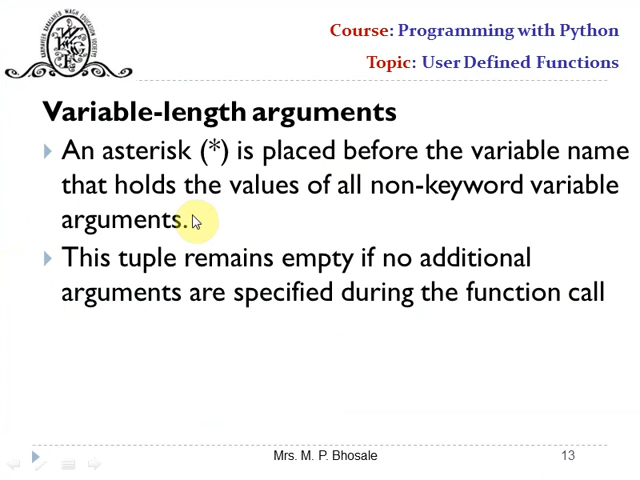 Course: Programming with Python
Topic: User Defined Functions
Variable-length arguments
An asterisk (*) is placed before the variable name
that holds the values of all non-keyword variable
arguments.
This tuple remains empty if no additional
arguments are specified during the function call
Mrs. M. P. Bhosale
13